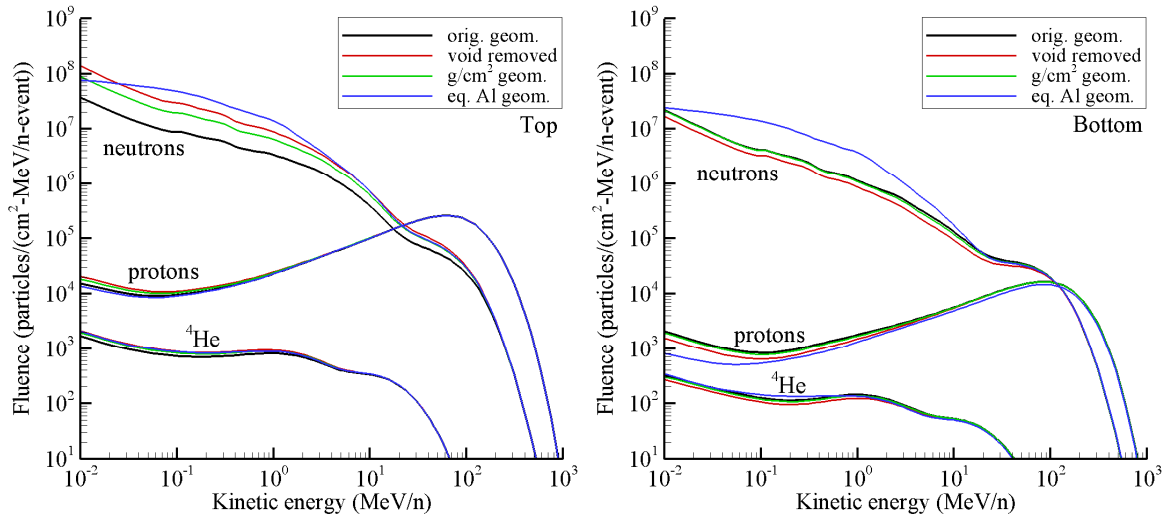 10⁹
10⁸
10⁷
10⁶
10⁵
10⁴
10³
10²
10¹
Fluence (particles/(cm²-MeV/n-event))
orig. geom.
void removed
g/cm² geom.
eq. Al geom.
Top
neutrons
protons
⁴He
10⁻² 10⁻¹ 10⁰ 10¹ 10² 10³
Kinetic energy (MeV/n)
10⁹
10⁸
10⁷
10⁶
10⁵
10⁴
10³
10²
10¹
Fluence (particles/(cm²-MeV/n-event))
orig. geom.
void removed
g/cm² geom.
eq. Al geom.
Bottom
neutrons
protons
⁴He
10⁻² 10⁻¹ 10⁰ 10¹ 10² 10³
Kinetic energy (MeV/n)